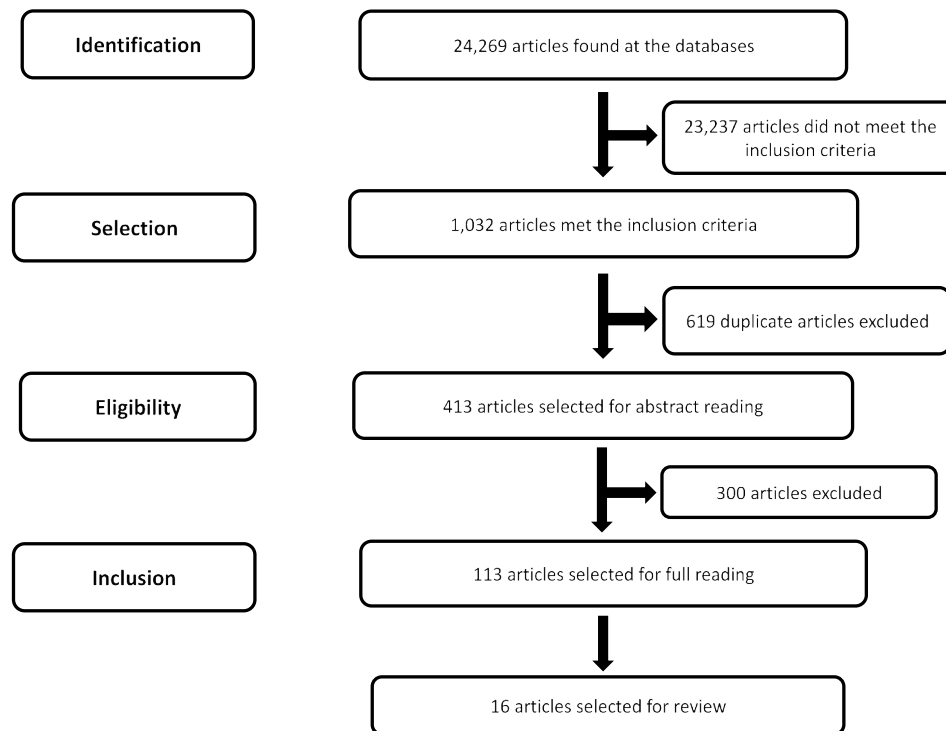 Identification
24,269 articles found at the databases
23,237 articles did not meet the
inclusion criteria
Selection
1,032 articles met the inclusion criteria
619 duplicate articles excluded
Eligibility
413 articles selected for abstract reading
300 articles excluded
Inclusion
113 articles selected for full reading
16 articles selected for review